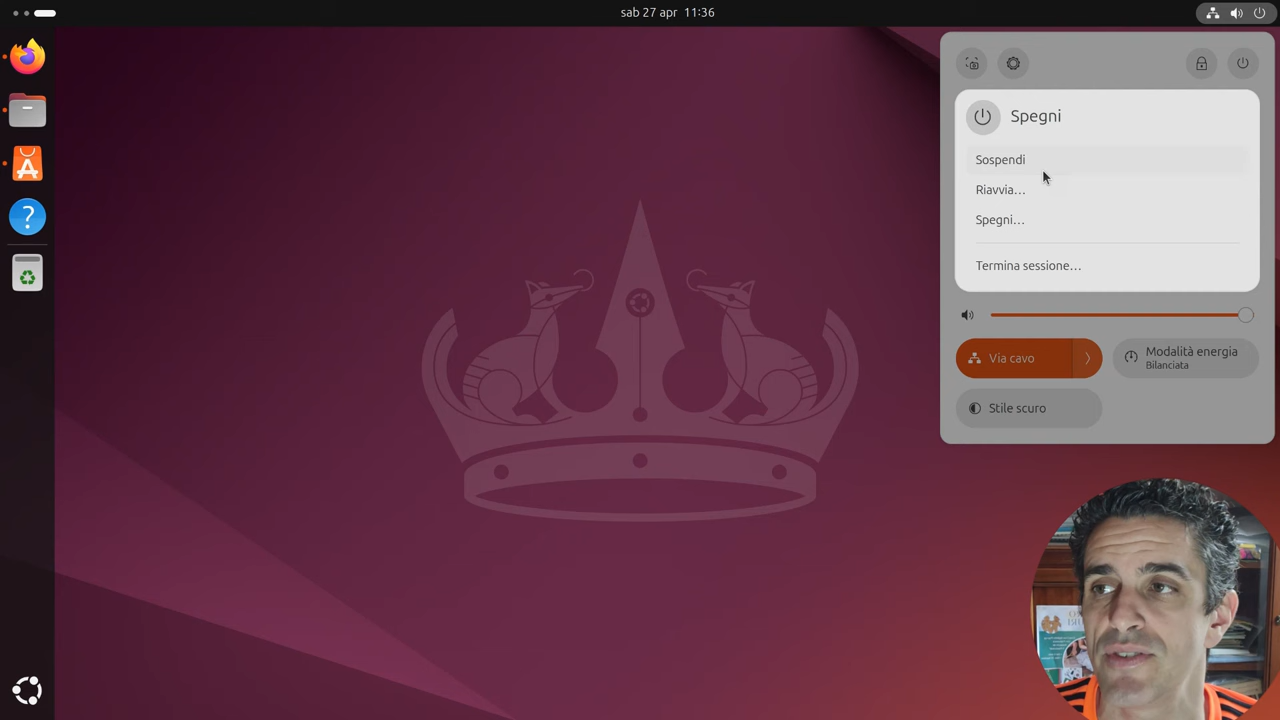 sab 27 apr 11:36
Spegni
Sospendi
Riavvia…
Spegni…
Termina sessione…
Via cavo
Modalità energia
Bilanciata
Stile scuro